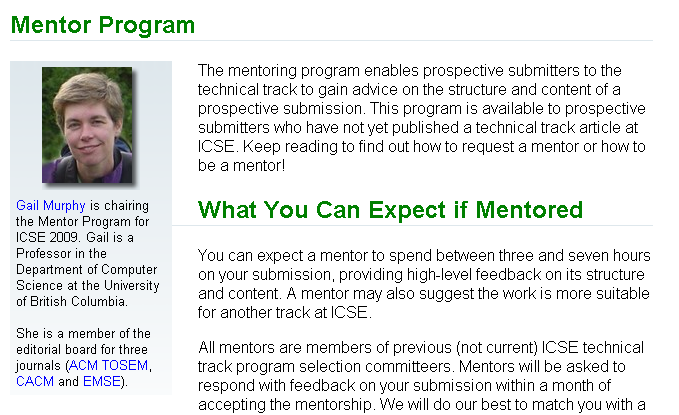 Mentor Program
Gail Murphy is chairing
the Mentor Program for
ICSE 2009. Gail is a
Professor in the
Department of Computer
Science at the University
of British Columbia.
She is a member of the
editorial board for three
journals (ACM TOSEM,
CACM and EMSE).
The mentoring program enables prospective submitters to the
technical track to gain advice on the structure and content of a
prospective submission. This program is available to prospective
submitters who have not yet published a technical track article at
ICSE. Keep reading to find out how to request a mentor or how to
be a mentor!
What You Can Expect if Mentored
You can expect a mentor to spend between three and seven hours
on your submission, providing high-level feedback on its structure
and content. A mentor may also suggest the work is more suitable
for another track at ICSE.
All mentors are members of previous (not current) ICSE technical
track program selection committeers. Mentors will be asked to
respond with feedback on your submission within a month of
accepting the mentorship. We will do our best to match you with a